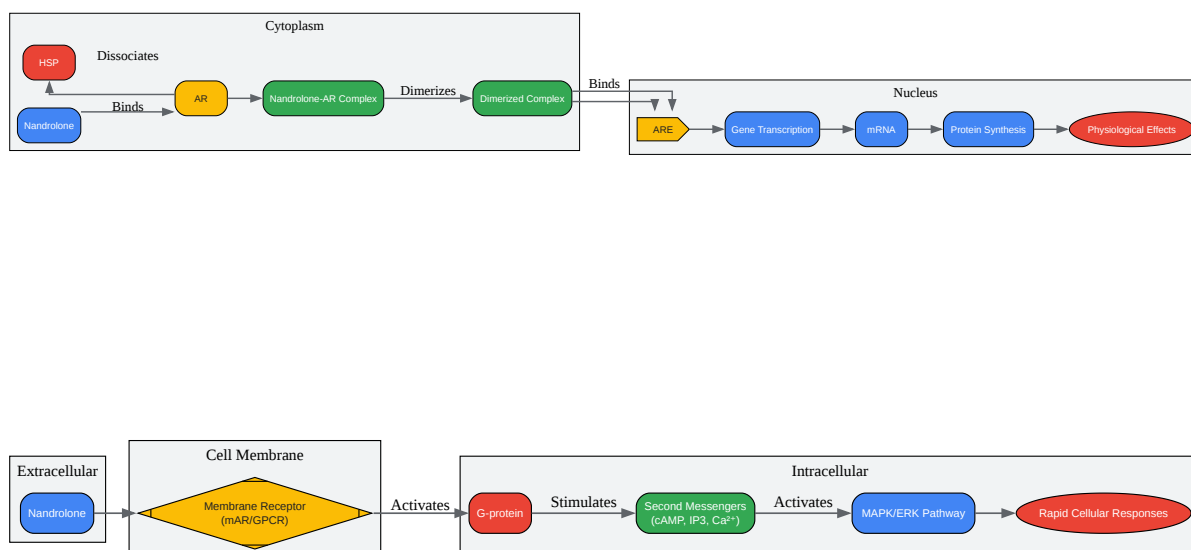 Cytoplasm
HSP
Dissociates
AR
Nandrolone-AR Complex
Dimerizes
Dimerized Complex
Binds
Nandrolone
Binds
Nucleus
ARE
Gene Transcription
mRNA
Protein Synthesis
Physiological Effects
Extracellular
Nandrolone
Cell Membrane
Membrane Receptor
(mAR/GPCR)
Activates
Intracellular
G-protein
Stimulates
Second Messengers
(cAMP, IP3, Ca²⁺)
Activates
MAPK/ERK Pathway
Rapid Cellular Responses